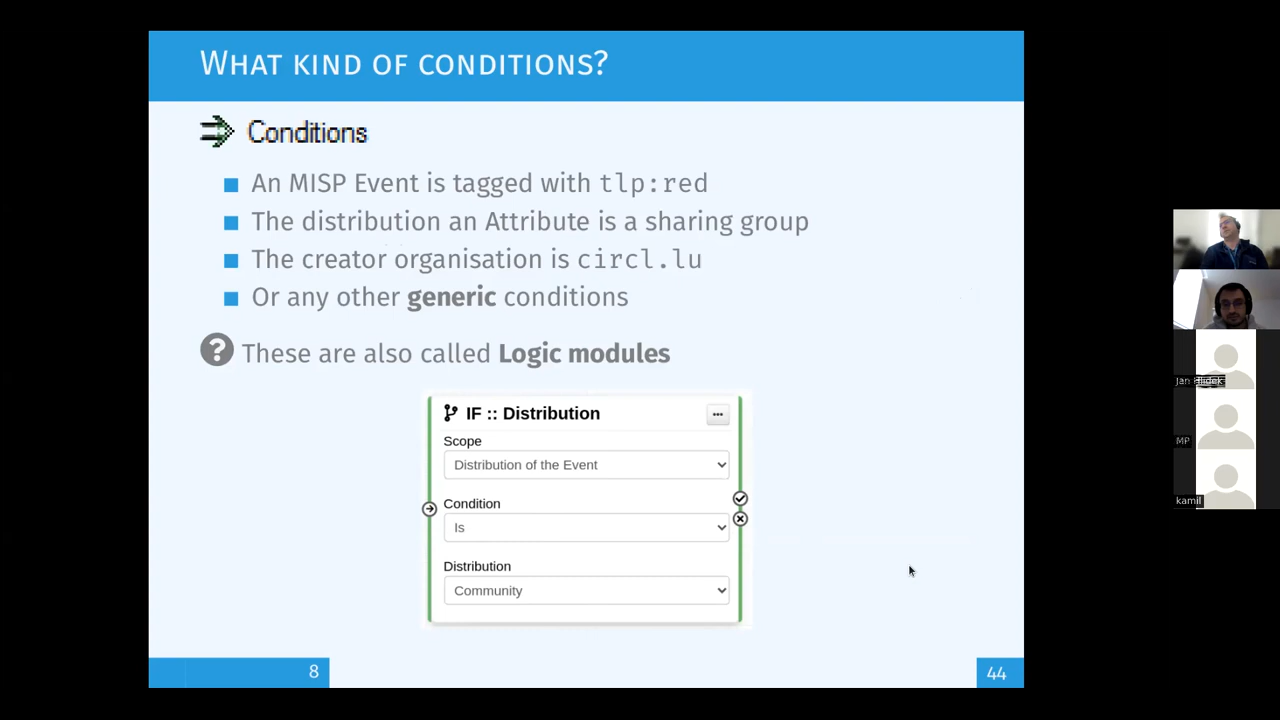 WHAT KIND OF CONDITIONS?
Conditions
An MISP Event is tagged with tlp:red
The distribution an Attribute is a sharing group
The creator organisation is circl.lu
Or any other generic conditions
These are also called Logic modules
IF :: Distribution
Scope
Distribution of the Event
Condition
Is
Distribution
Community
8
44
Jan
MP
kamil